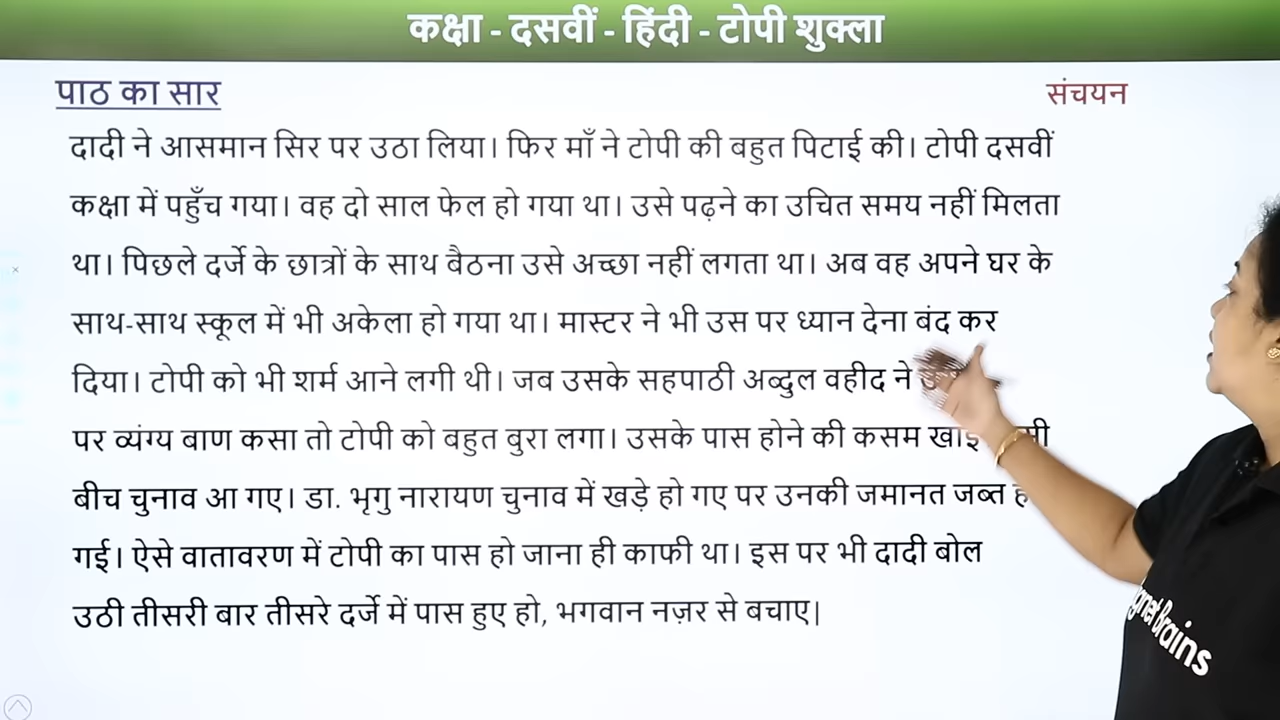 कक्षा - दसवीं - हिंदी - टोपी शुक्ला
पाठ का सार
संचयन
दादी ने आसमान सिर पर उठा लिया। फिर माँ ने टोपी की बहुत पिटाई की। टोपी दसवीं
कक्षा में पहुँच गया। वह दो साल फेल हो गया था। उसे पढ़ने का उचित समय नहीं मिलता
था। पिछले दर्जे के छात्रों के साथ बैठना उसे अच्छा नहीं लगता था। अब वह अपने घर के
साथ-साथ स्कूल में भी अकेला हो गया था। मास्टर ने भी उस पर ध्यान देना बंद कर
दिया। टोपी को भी शर्म आने लगी थी। जब उसके सहपाठी अब्दुल वहीद ने
पर व्यंग्य बाण कसा तो टोपी को बहुत बुरा लगा। उसके पास होने की कसम
बीच चुनाव आ गए। डा. भृगु नारायण चुनाव में खड़े हो गए पर उनकी जमानत जब्त
गई। ऐसे वातावरण में टोपी का पास हो जाना ही काफी था। इस पर भी दादी बोल
उठी तीसरी बार तीसरे दर्जे में पास हुए हो, भगवान नज़र से बचाए|
Brains